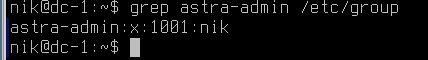 nik@dc-1:~$ grep astra-admin /etc/group
astra-admin:x:1001:nik
nik@dc-1:~$